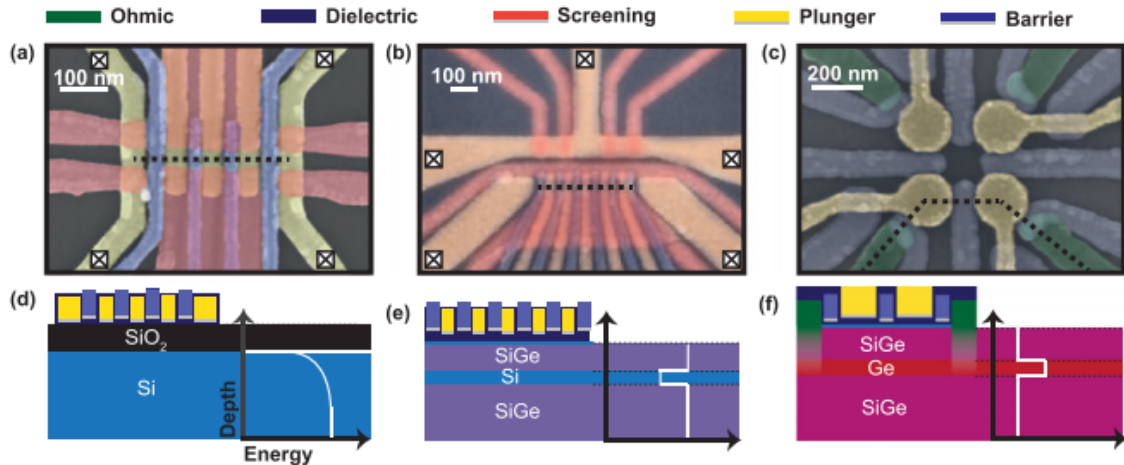 Ohmic Dielectric Screening Plunger Barrier
(a) (b) (c)
100 nm 100 nm 200 nm
(d) (e) (f)
SiO2
Si
Depth
Energy
SiGe
Si
SiGe
SiGe
Ge
SiGe